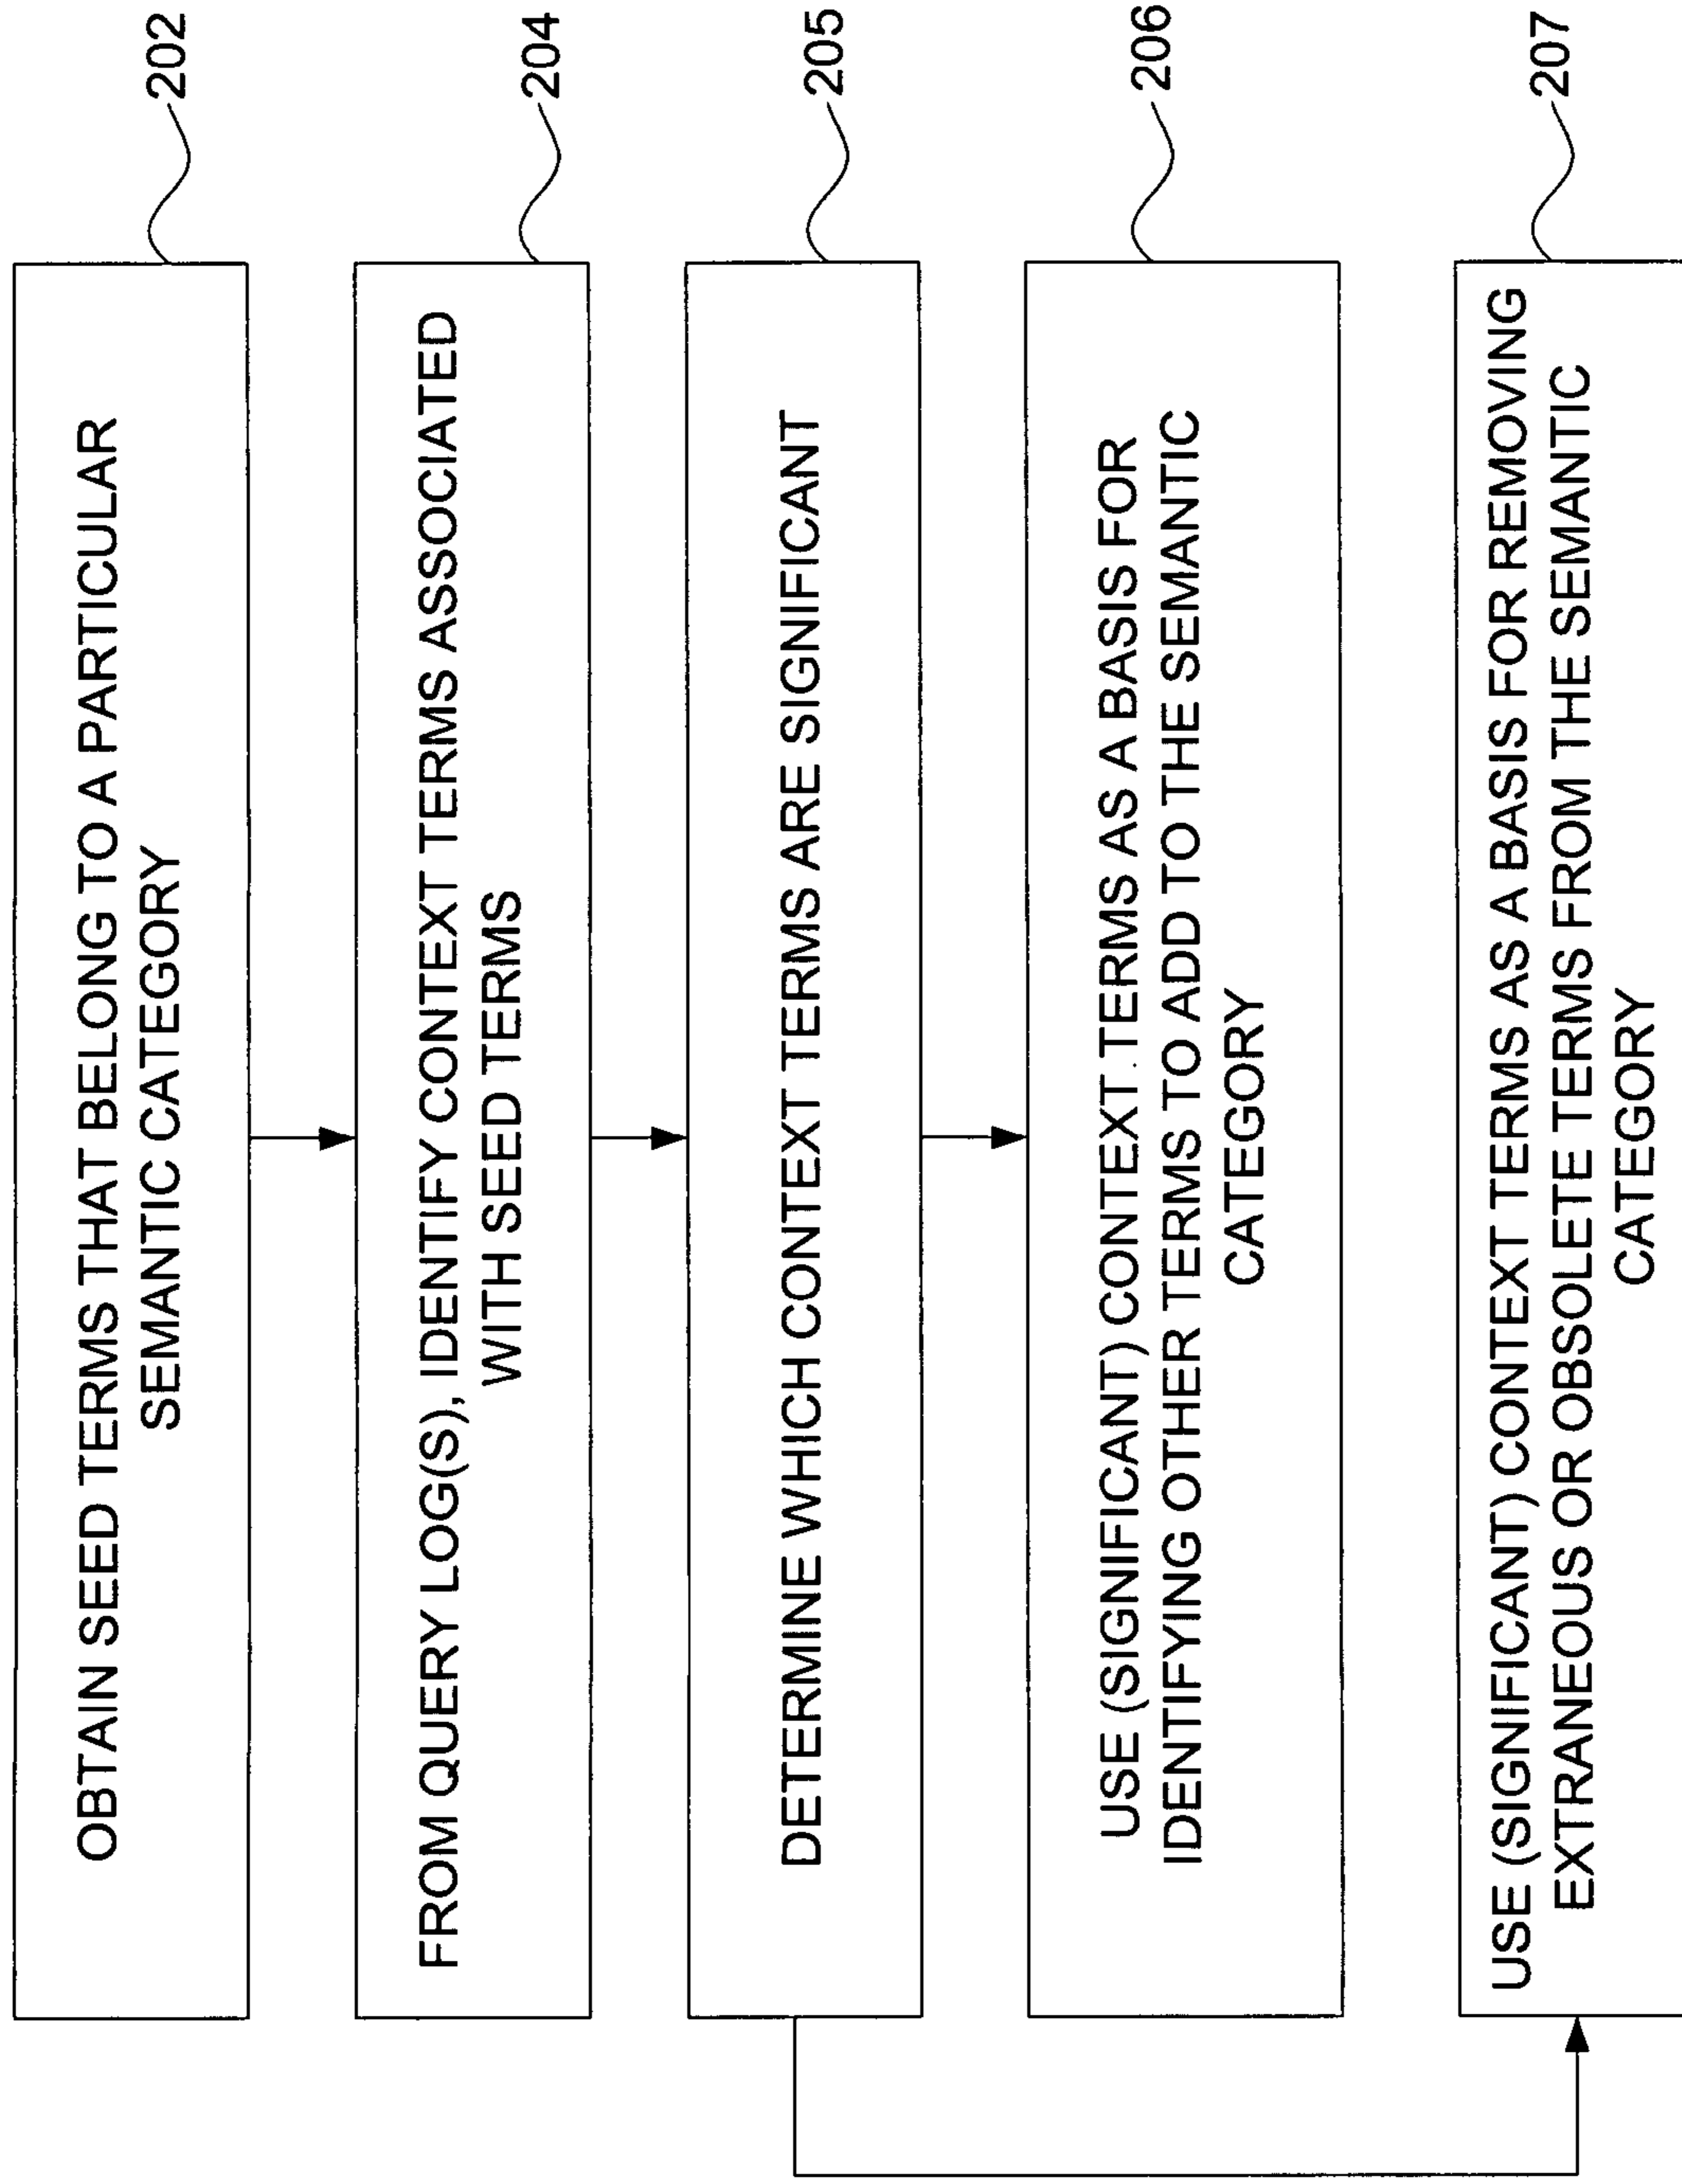 OBTAIN SEED TERMS THAT BELONG TO A PARTICULAR
SEMANTIC CATEGORY
202
FROM QUERY LOG(S), IDENTIFY CONTEXT TERMS ASSOCIATED
WITH SEED TERMS
204
DETERMINE WHICH CONTEXT TERMS ARE SIGNIFICANT
205
USE (SIGNIFICANT) CONTEXT TERMS AS A BASIS FOR
IDENTIFYING OTHER TERMS TO ADD TO THE SEMANTIC
CATEGORY
206
USE (SIGNIFICANT) CONTEXT TERMS AS A BASIS FOR REMOVING
EXTRANEOUS OR OBSOLETE TERMS FROM THE SEMANTIC
CATEGORY
207